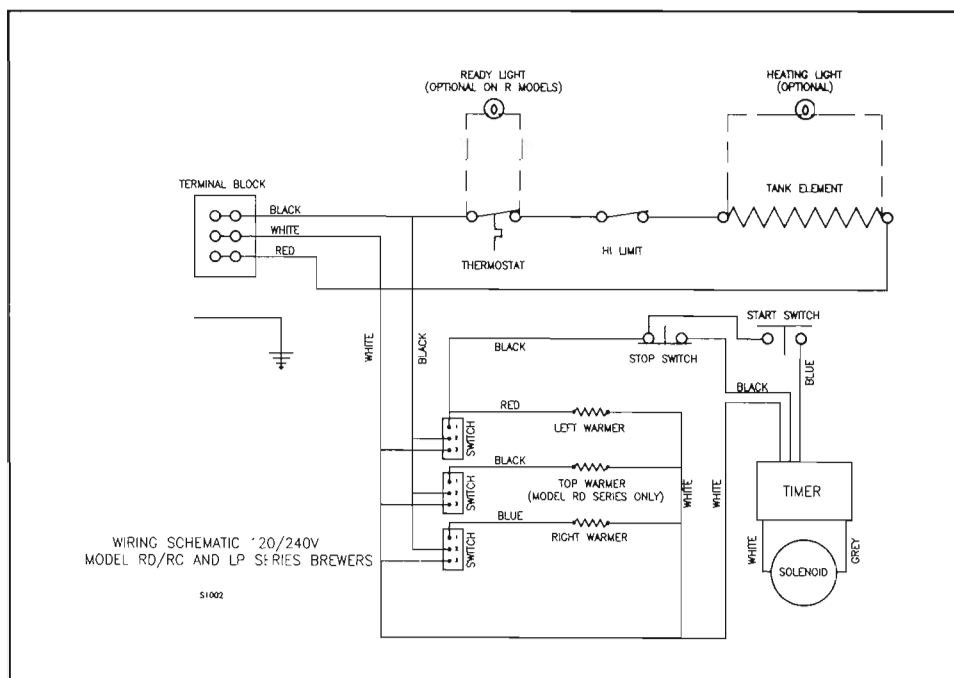 READY LIGHT
(OPTIONAL ON R MODELS)
HEATING LIGHT
(OPTIONAL)
TERMINAL BLOCK
BLACK
WHITE
RED
THERMOSTAT
HI LIMIT
TANK ELEMENT
WHITE
BLACK
BLACK
STOP SWITCH
START SWITCH
BLACK
BLUE
RED
LEFT WARMER
SWITCH
BLACK
TOP WARMER
(MODEL RD SERIES ONLY)
SWITCH
BLUE
RIGHT WARMER
SWITCH
WHITE
WHITE
TIMER
WHITE
GREY
SOLENOID
WIRING SCHEMATIC 120/240V
MODEL RD/RC AND LP SERIES BREWERS
S1002